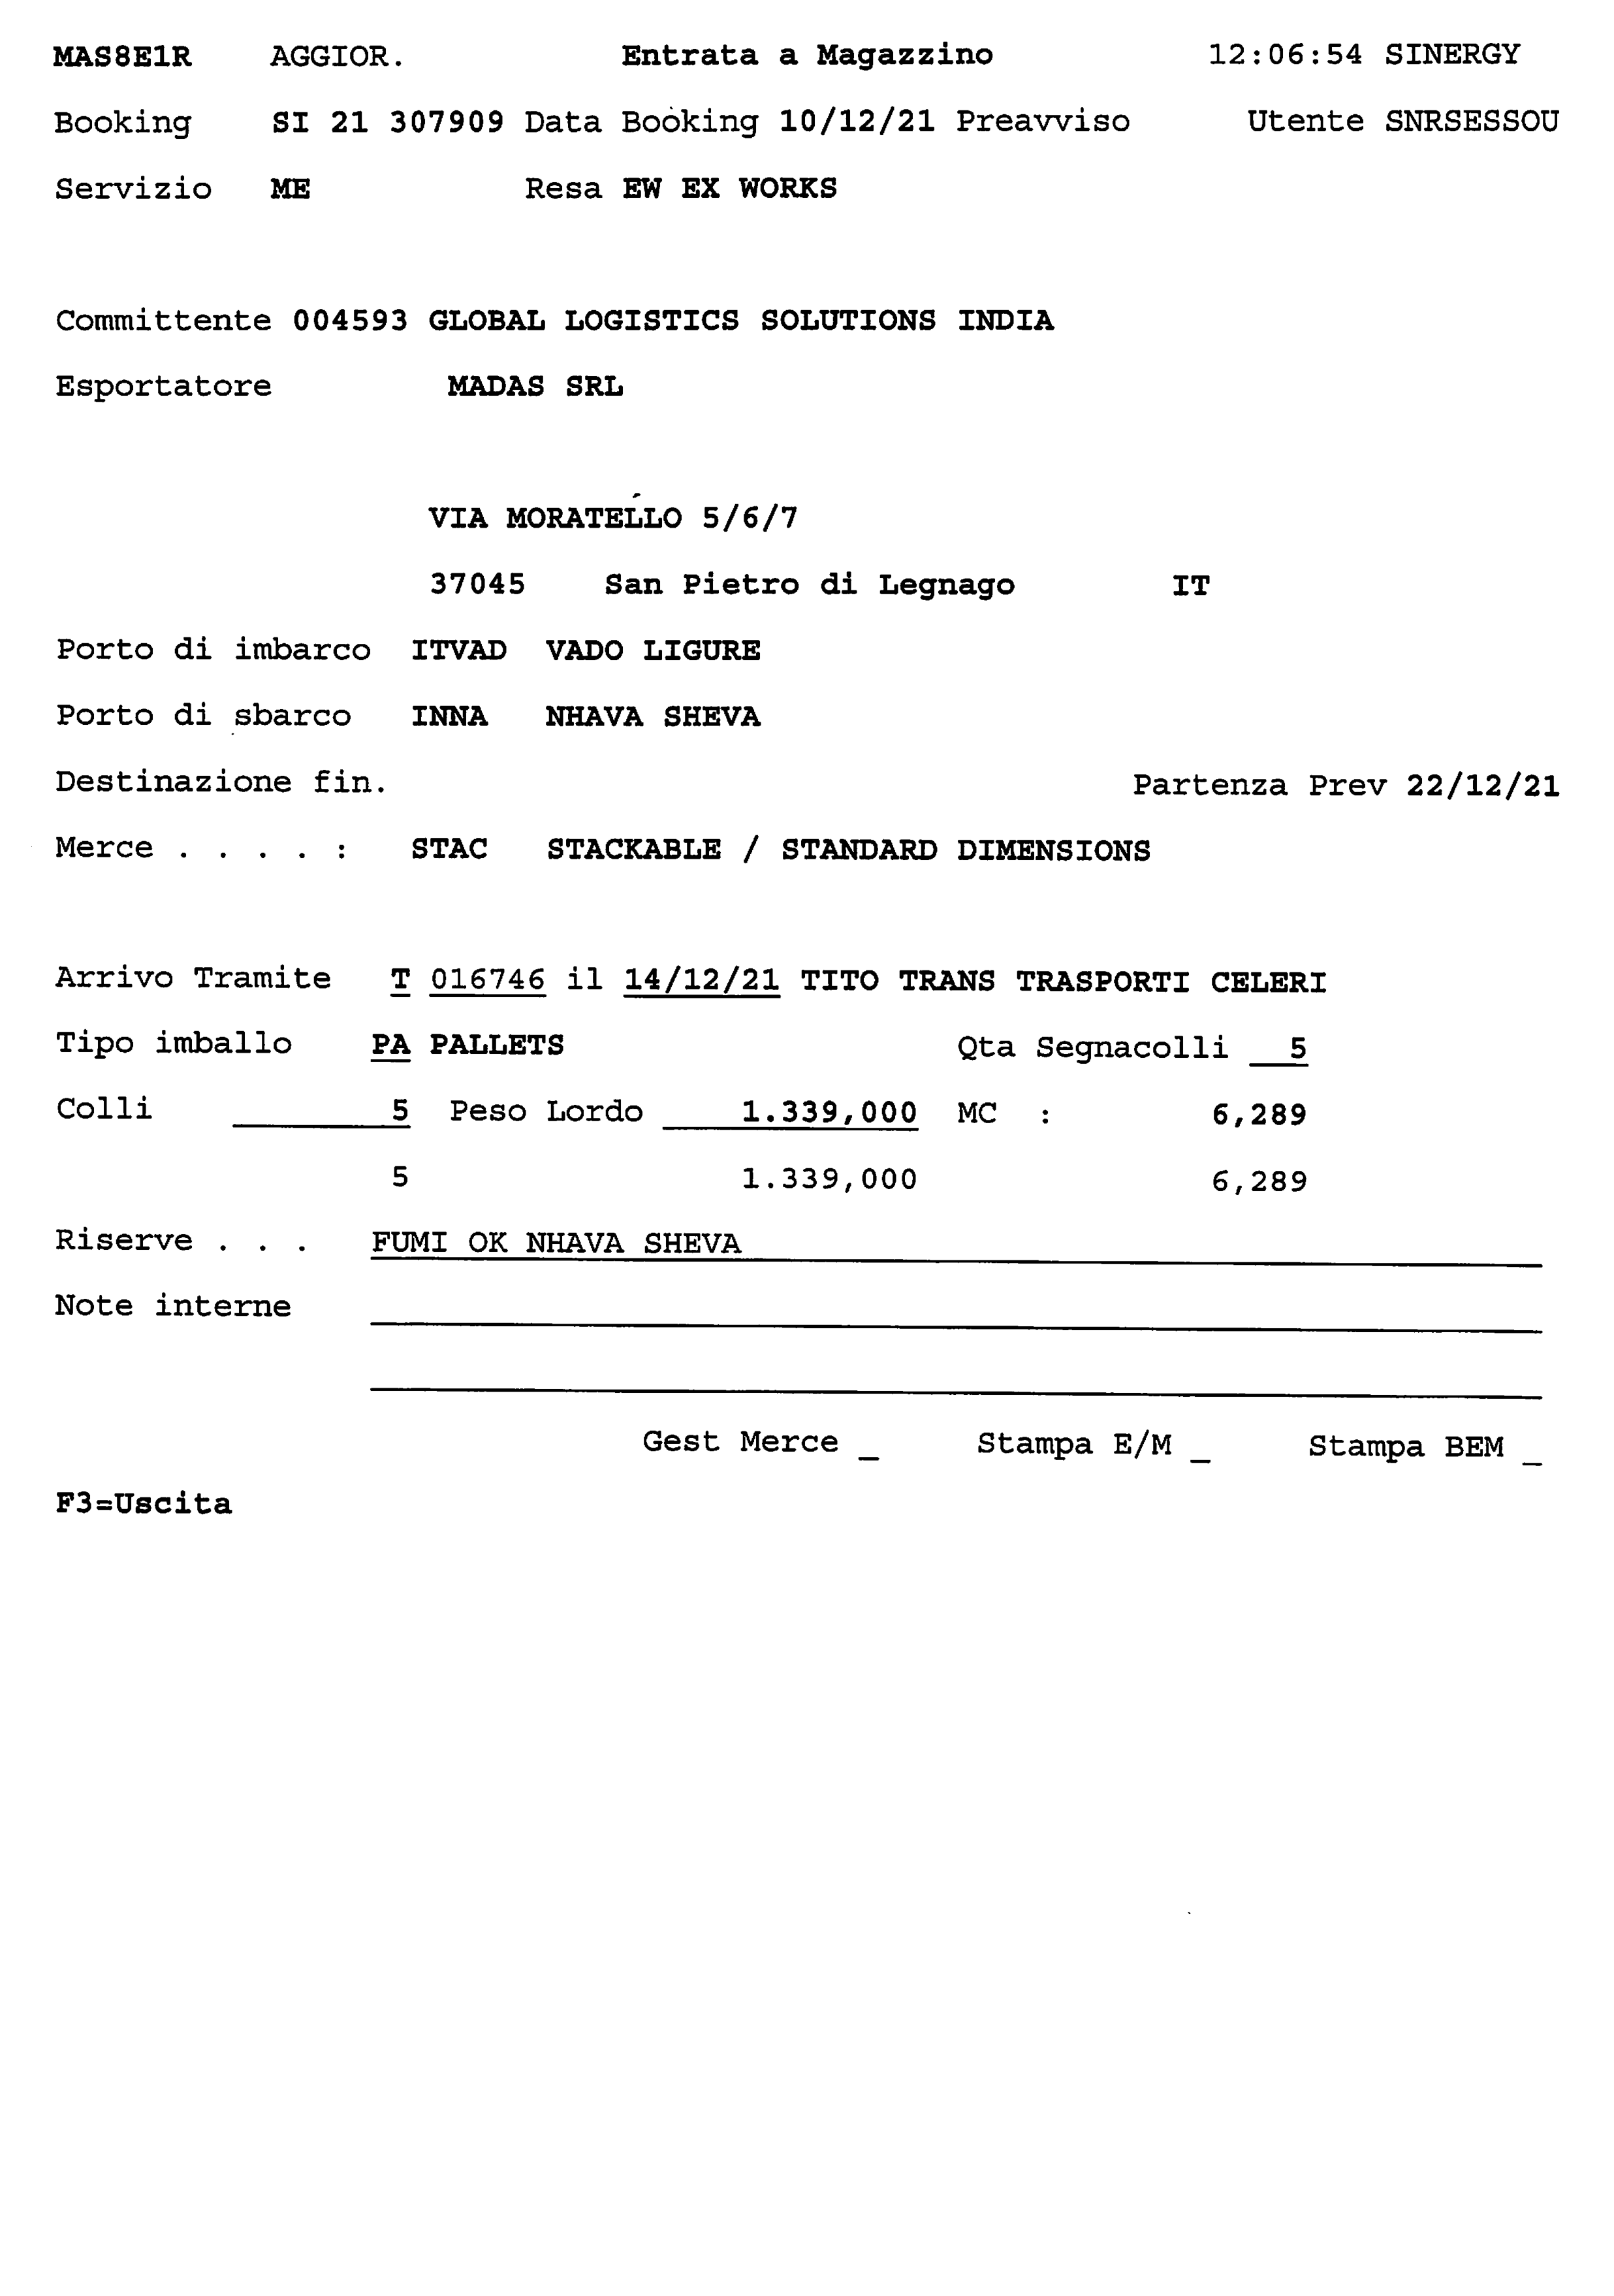 MAS8E1R AGGIOR. Entrata a Magazzino 12:06:54 SINERGY
Booking SI 21 307909 Data Booking 10/12/21 Preavviso Utente SNRSESSOU
Servizio ME Resa EW EX WORKS
Committente 004593 GLOBAL LOGISTICS SOLUTIONS INDIA
Esportatore MADAS SRL
VIA MORATELLO 5/6/7
37045 San Pietro di Legnago IT
Porto di imbarco ITVAD VADO LIGURE
Porto di sbarco INNA NHAVA SHEVA
Destinazione fin. Partenza Prev 22/12/21
Merce . . . . : STAC STACKABLE / STANDARD DIMENSIONS
Arrivo Tramite T 016746 il 14/12/21 TITO TRANS TRASPORTI CELERI
Tipo imballo PA PALLETS Qta Segnacolli 5
Colli 5 Peso Lordo 1.339,000 MC : 6,289
5 1.339,000 6,289
Riserve . . . FUMI OK NHAVA SHEVA
Note interne
Gest Merce _ Stampa E/M _ Stampa BEM _
F3=Uscita